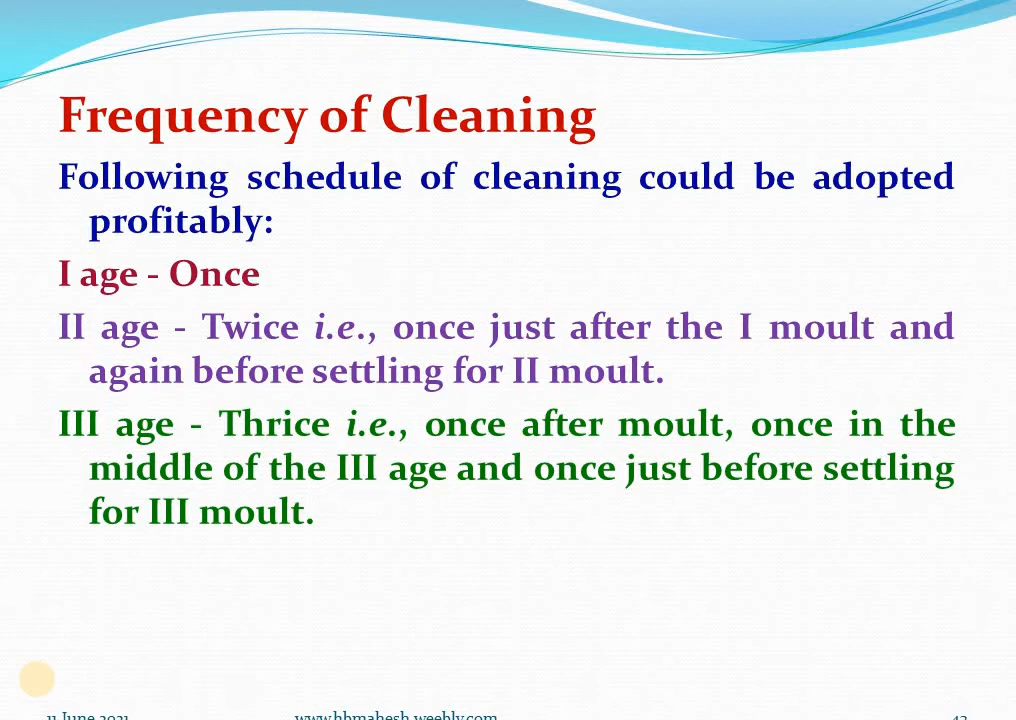 Frequency of Cleaning
Following schedule of cleaning could be adopted
profitably:
I age - Once
II age - Twice i.e., once just after the I moult and
again before settling for II moult.
III age - Thrice i.e., once after moult, once in the
middle of the III age and once just before settling
for III moult.
11 June 2021 www.hbmahesh.weebly.com